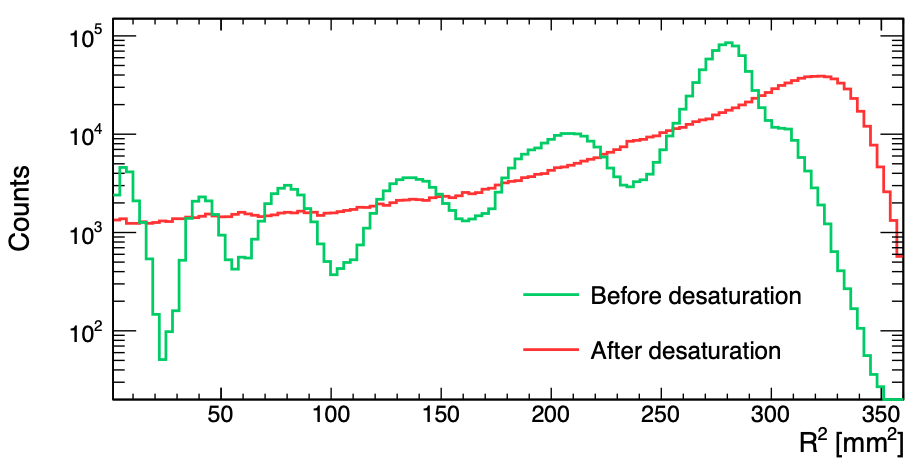 Counts
10⁵
10⁴
10³
10²
Before desaturation
After desaturation
50 100 150 200 250 300 350
R² [mm²]